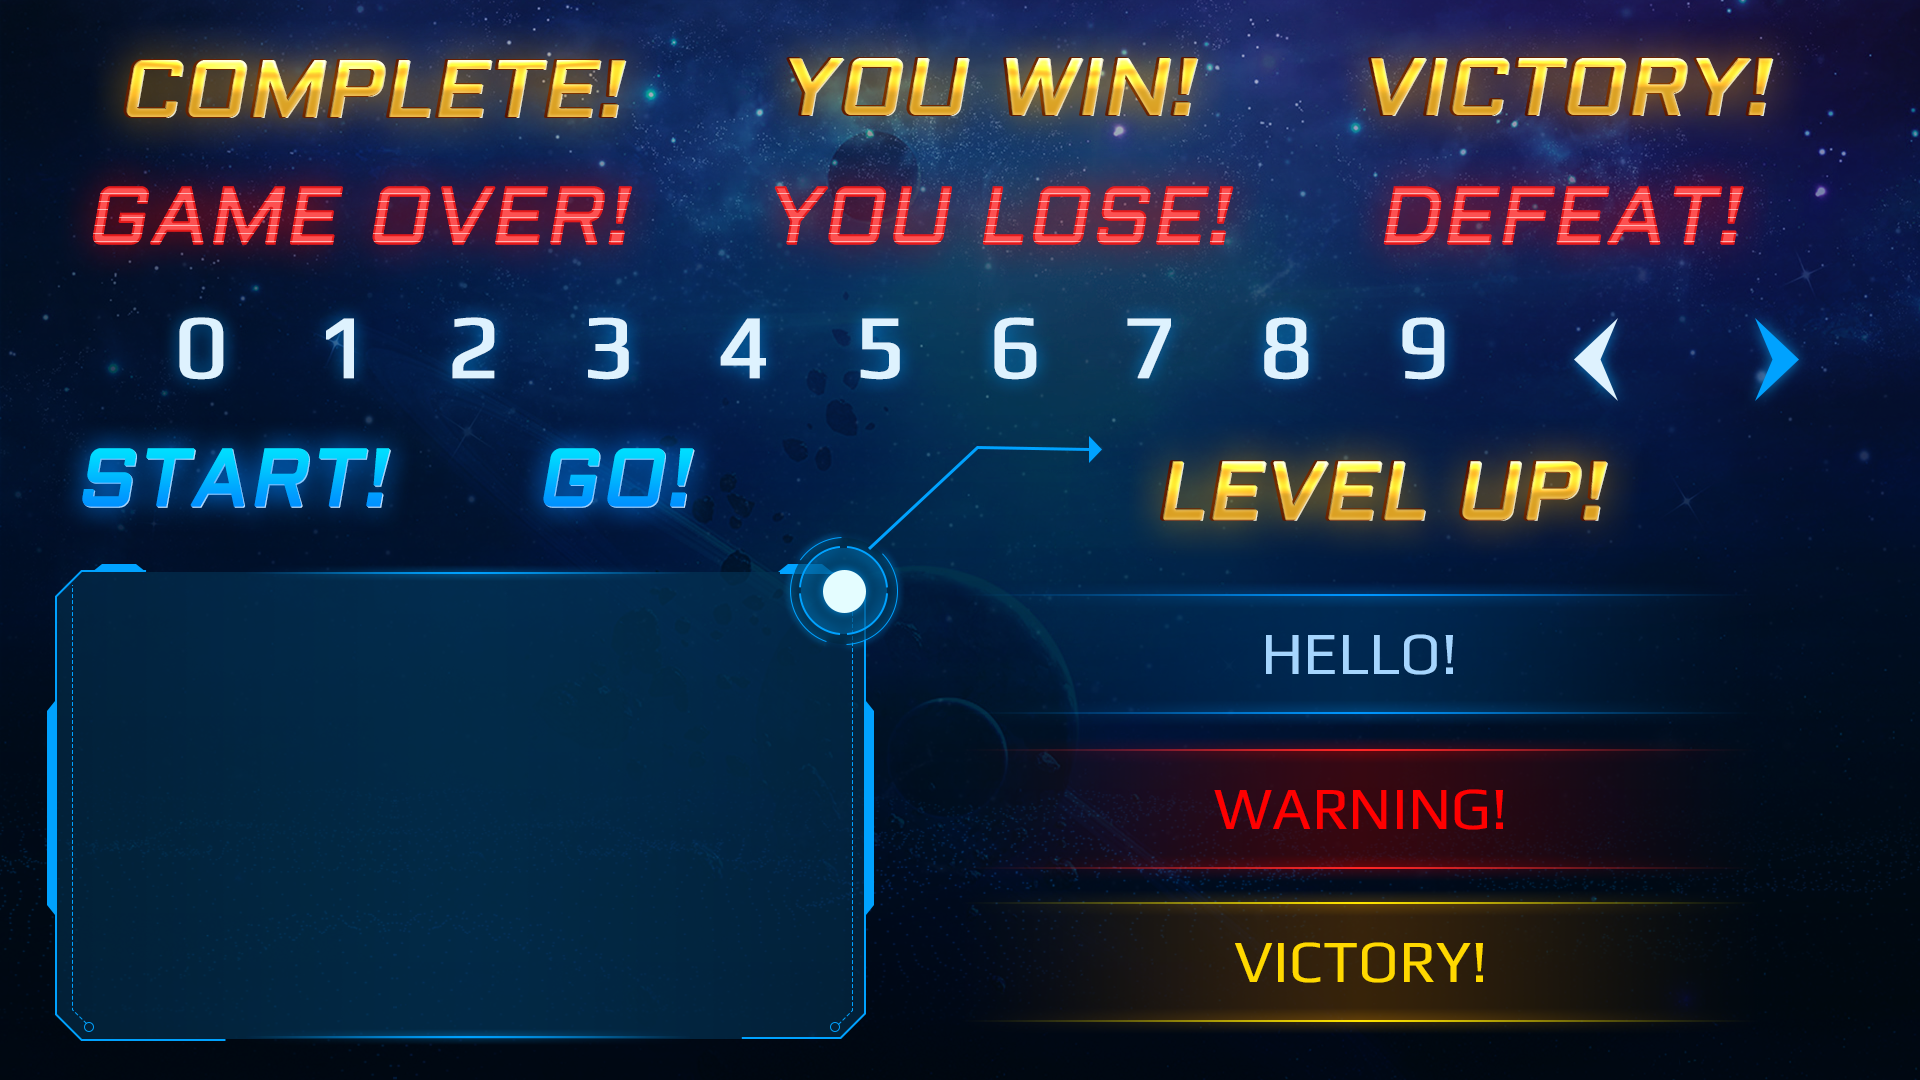 COMPLETE! YOU WIN! VICTORY!
GAME OVER! YOU LOSE! DEFEAT!
0 1 2 3 4 5 6 7 8 9
START! GO! LEVEL UP!
HELLO!
WARNING!
VICTORY!